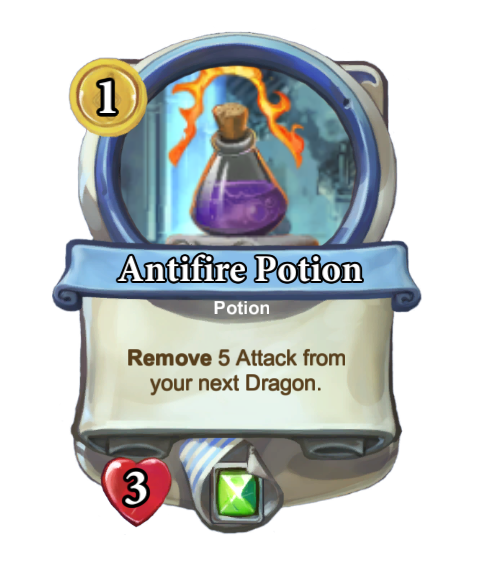 1
Antifire Potion
Potion
Remove 5 Attack from
your next Dragon.
3